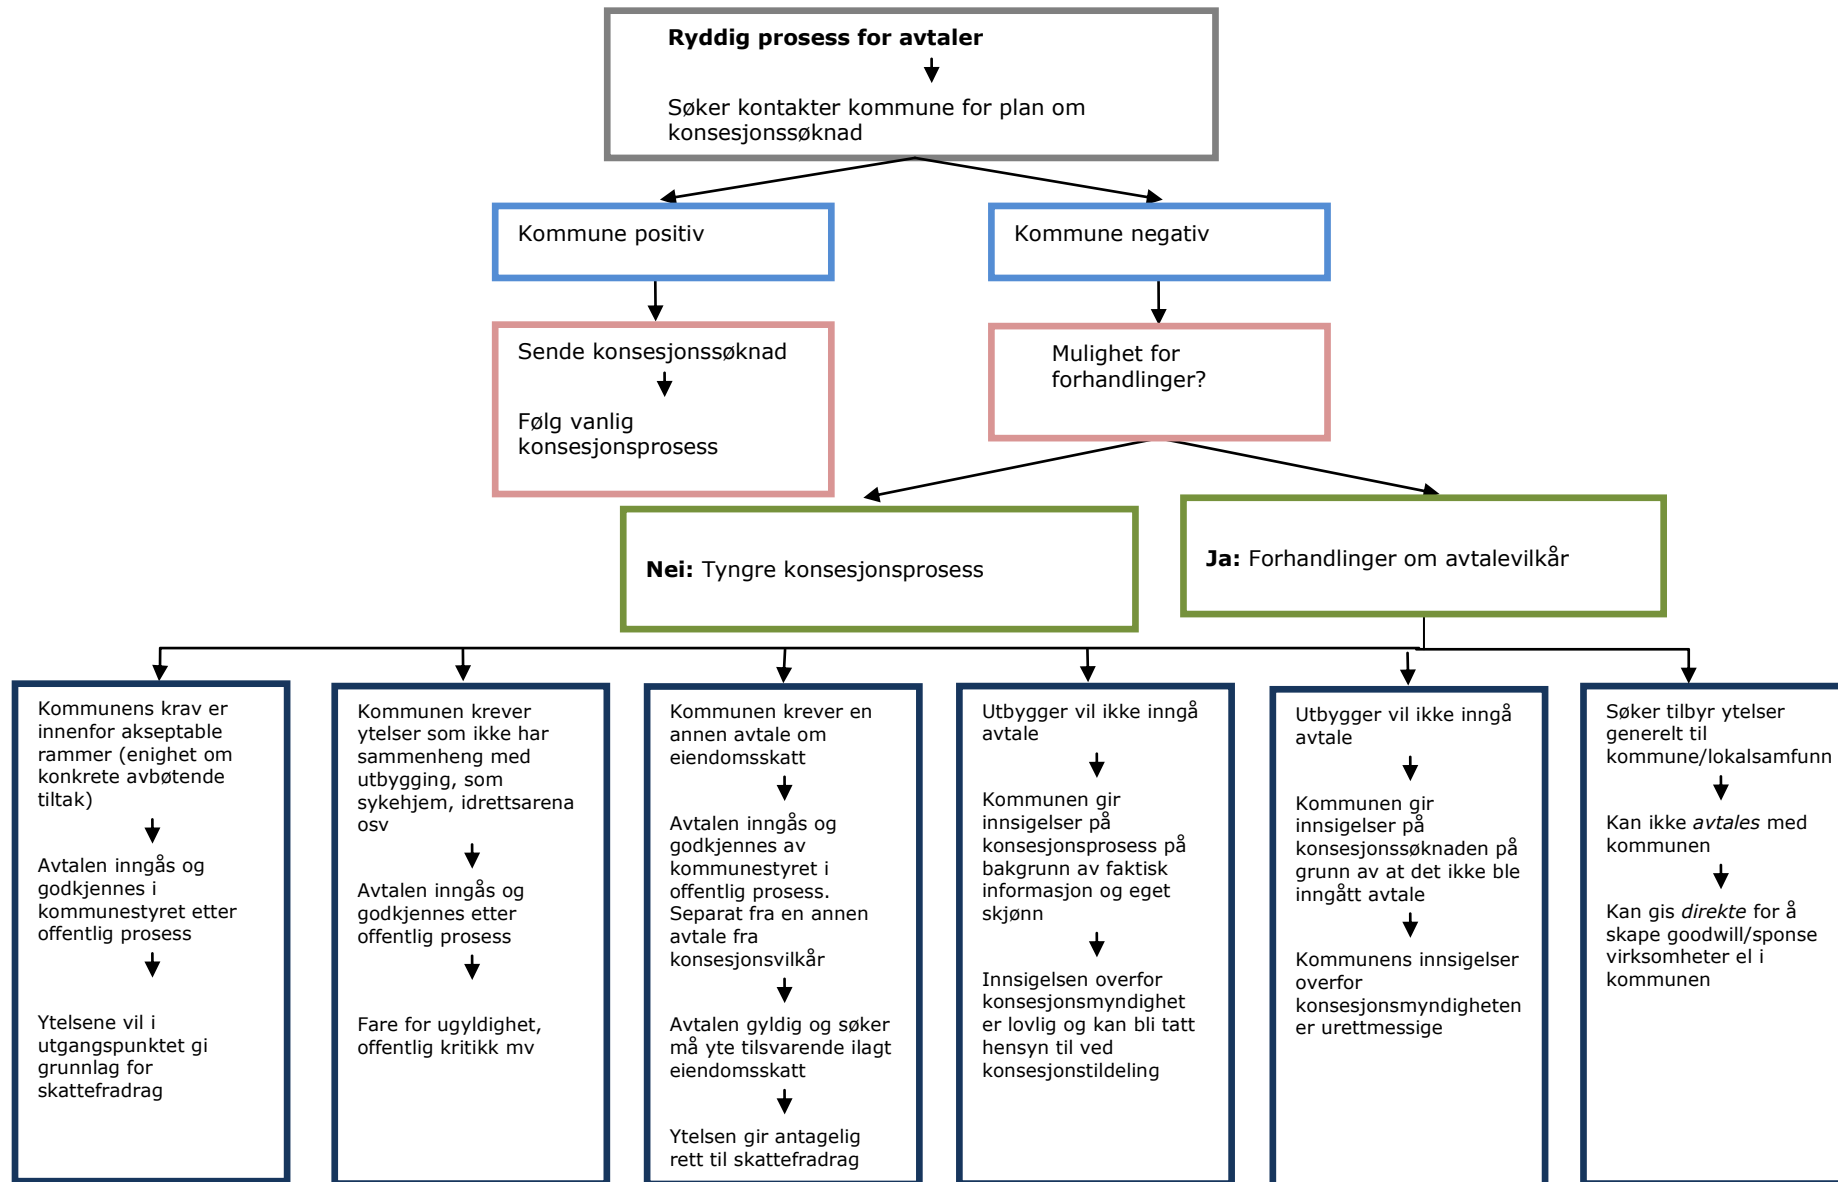 Ryddig prosess for avtaler
Søker kontakter kommune for plan om
konsesjonssøknad
Kommune positiv
Kommune negativ
Sende konsesjonssøknad
Følg vanlig
konsesjonsprosess
Mulighet for
forhandlinger?
Nei: Tyngre konsesjonsprosess
Ja: Forhandlinger om avtalevilkår
Kommunens krav er
innenfor akseptable
rammer (enighet om
konkrete avbøtende
tiltak)
Avtalen inngås og
godkjennes i
kommunestyret etter
offentlig prosess
Ytelsene vil i
utgangspunktet gi
grunnlag for
skattefradrag
Kommunen krever
ytelser som ikke har
sammenheng med
utbygging, som
sykehjem, idrettsarena
osv
Avtalen inngås og
godkjennes etter
offentlig prosess
Fare for ugyldighet,
offentlig kritikk mv
Kommunen krever en
annen avtale om
eiendomsskatt
Avtalen inngås og
godkjennes av
kommunestyret i
offentlig prosess.
Separat fra en annen
avtale fra
konsesjonsvilkår
Avtalen gyldig og søker
må yte tilsvarende ilagt
eiendomsskatt
Ytelsen gir antagelig
rett til skattefradrag
Utbygger vil ikke inngå
avtale
Kommunen gir
innsigelser på
konsesjonsprosess på
bakgrunn av faktisk
informasjon og eget
skjønn
Innsigelsen overfor
konsesjonsmyndighet
er lovlig og kan bli tatt
hensyn til ved
konsesjonstildeling
Utbygger vil ikke inngå
avtale
Kommunen gir
innsigelser på
konsesjonssøknaden på
grunn av at det ikke ble
inngått avtale
Kommunens innsigelser
overfor
konsesjonsmyndigheten
er urettmessige
Søker tilbyr ytelser
generelt til
kommune/lokalsamfunn
Kan ikke avtales med
kommunen
Kan gis direkte for å
skape goodwill/sponse
virksomheter el i
kommunen